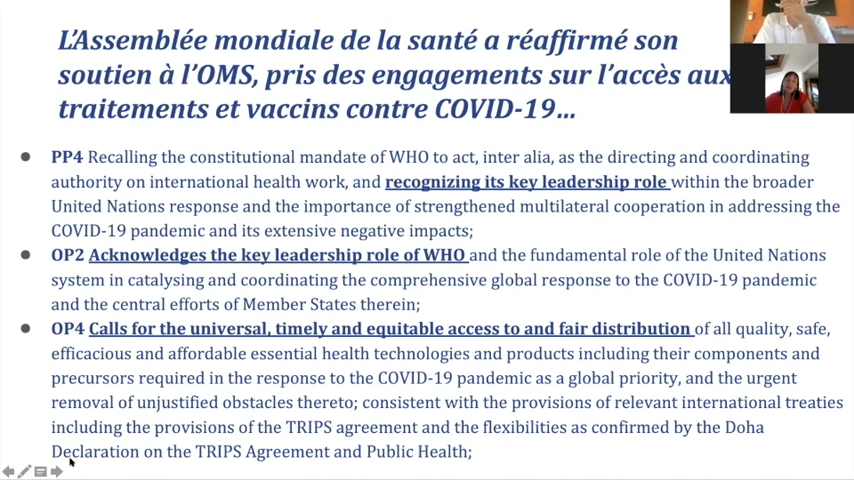 L’Assemblée mondiale de la santé a réaffirmé son
soutien à l’OMS, pris des engagements sur l’accès aux
traitements et vaccins contre COVID-19…
● PP4 Recalling the constitutional mandate of WHO to act, inter alia, as the directing and coordinating
authority on international health work, and recognizing its key leadership role within the broader
United Nations response and the importance of strengthened multilateral cooperation in addressing the
COVID-19 pandemic and its extensive negative impacts;
● OP2 Acknowledges the key leadership role of WHO and the fundamental role of the United Nations
system in catalysing and coordinating the comprehensive global response to the COVID-19 pandemic
and the central efforts of Member States therein;
● OP4 Calls for the universal, timely and equitable access to and fair distribution of all quality, safe,
efficacious and affordable essential health technologies and products including their components and
precursors required in the response to the COVID-19 pandemic as a global priority, and the urgent
removal of unjustified obstacles thereto; consistent with the provisions of relevant international treaties
including the provisions of the TRIPS agreement and the flexibilities as confirmed by the Doha
Declaration on the TRIPS Agreement and Public Health;